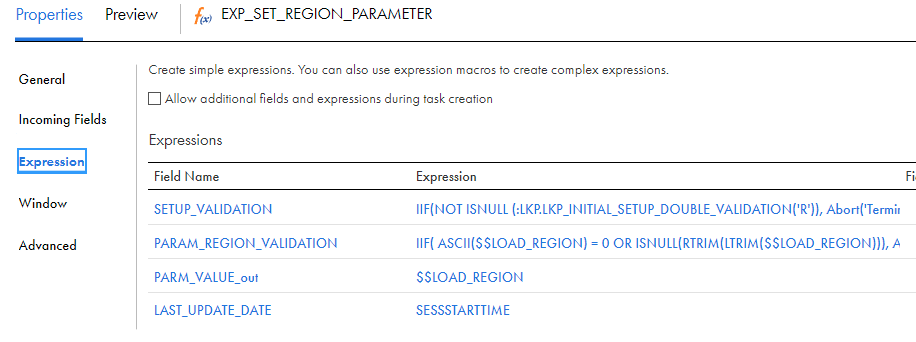 Properties Preview f(x) EXP_SET_REGION_PARAMETER
General
Incoming Fields
Expression
Window
Advanced
Create simple expressions. You can also use expression macros to create complex expressions.
Allow additional fields and expressions during task creation
Expressions
Field Name Expression Fi
SETUP_VALIDATION IIF(NOT ISNULL (:LKP.LKP_INITIAL_SETUP_DOUBLE_VALIDATION('R')), Abort('Termin
PARAM_REGION_VALIDATION IIF( ASCII($$LOAD_REGION) = 0 OR ISNULL(RTRIM(LTRIM($$LOAD_REGION))), A
PARM_VALUE_out $$LOAD_REGION
LAST_UPDATE_DATE SESSSTARTTIME